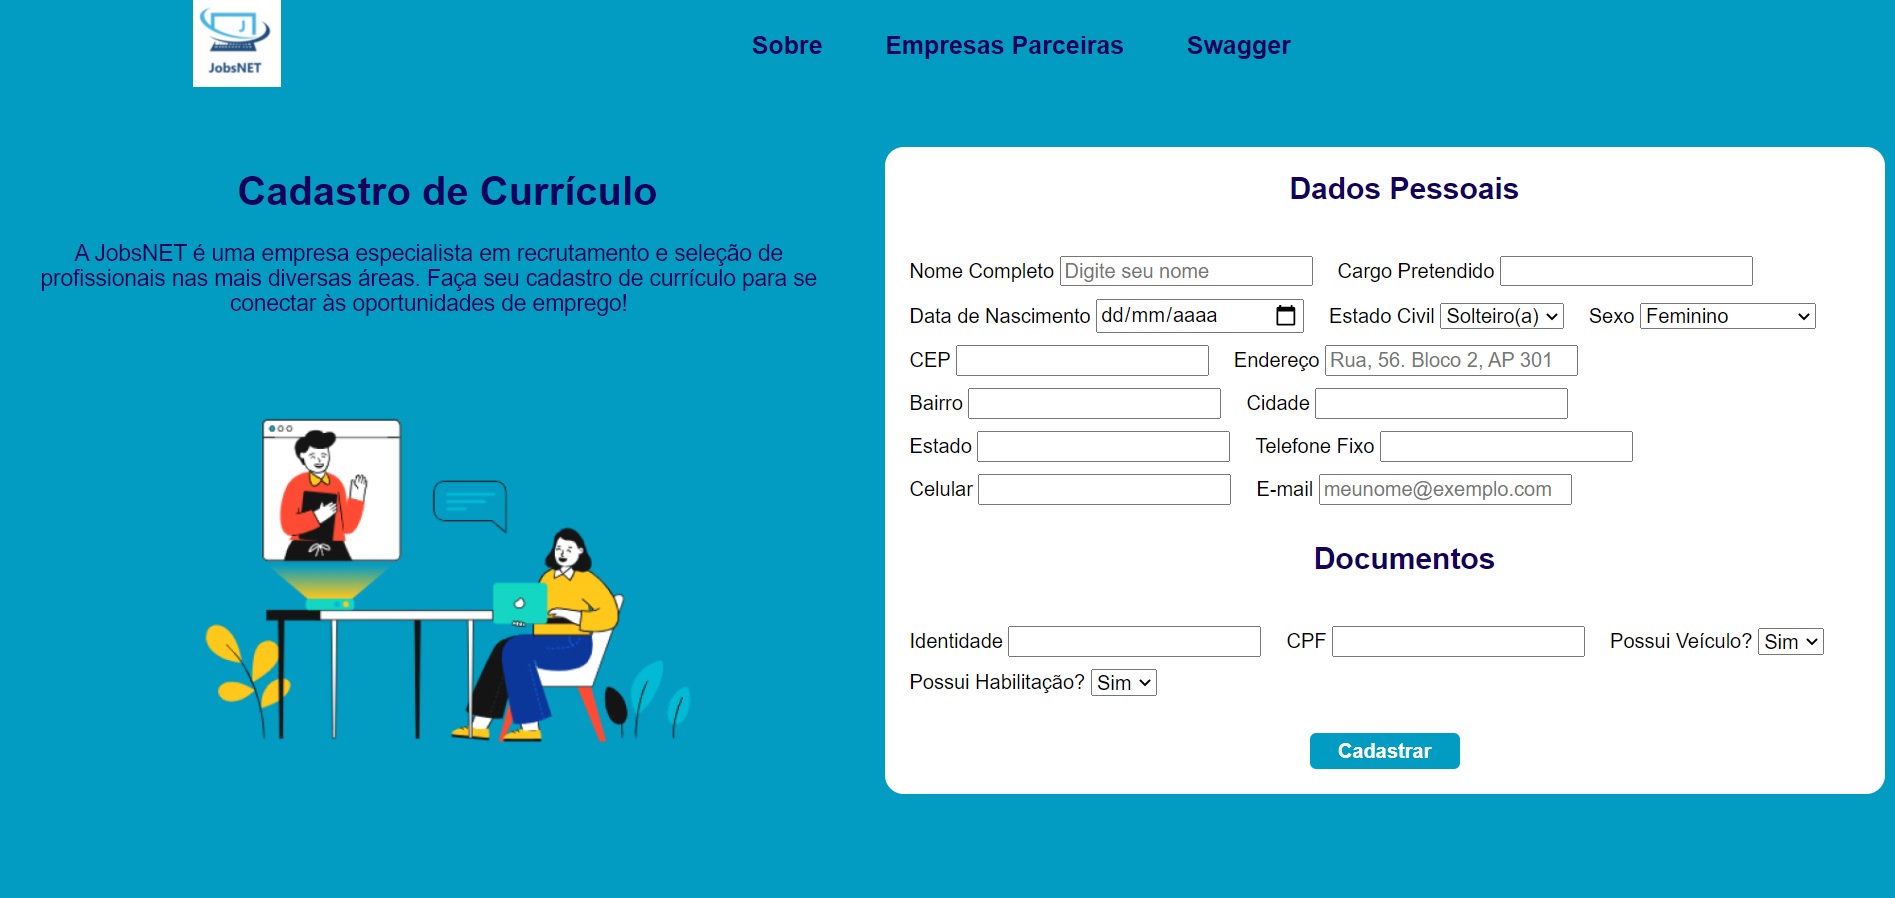 JobsNET
Sobre Empresas Parceiras Swagger
Cadastro de Currículo
A JobsNET é uma empresa especialista em recrutamento e seleção de
profissionais nas mais diversas áreas. Faça seu cadastro de currículo para se
conectar às oportunidades de emprego!
Dados Pessoais
Nome Completo Digite seu nome Cargo Pretendido
Data de Nascimento dd/mm/aaaa Estado Civil Solteiro(a) Sexo Feminino
CEP Endereço Rua, 56. Bloco 2, AP 301
Bairro Cidade
Estado Telefone Fixo
Celular E-mail meunome@exemplo.com
Documentos
Identidade CPF Possui Veículo? Sim
Possui Habilitação? Sim
Cadastrar